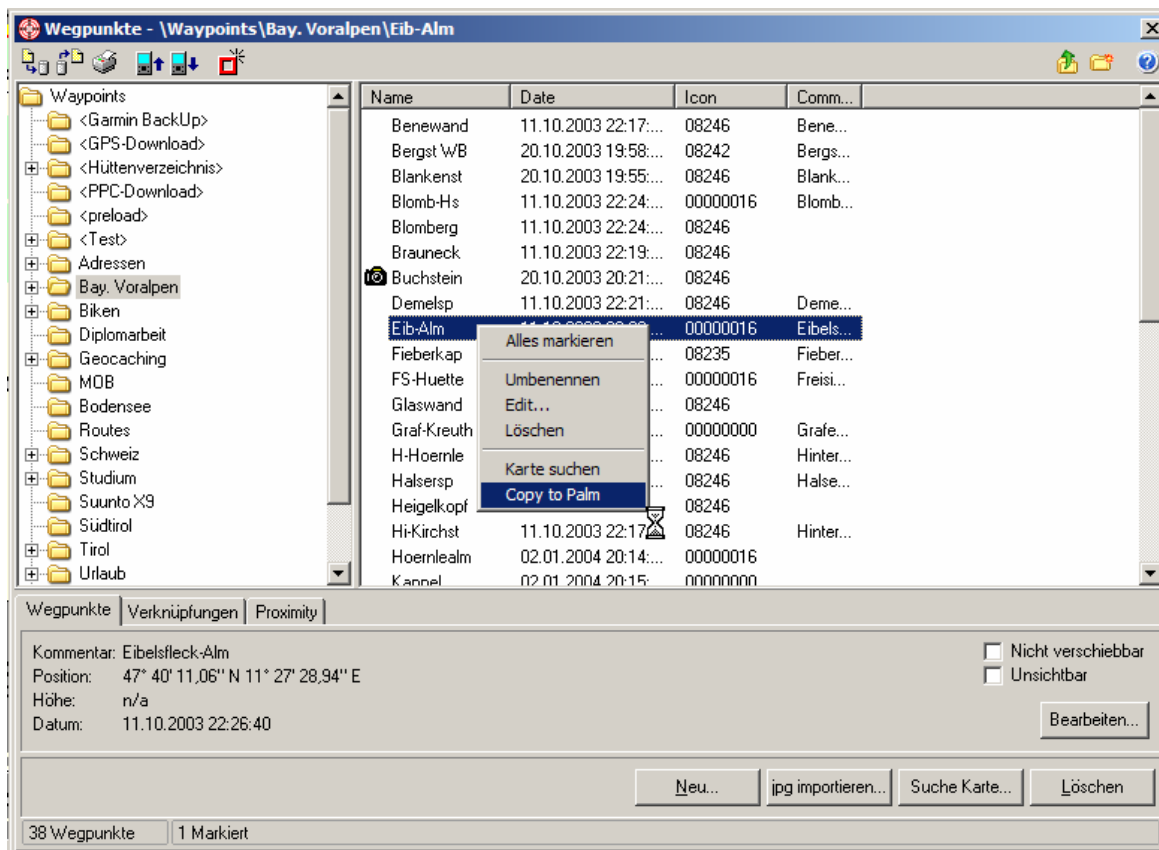 Wegpunkte - \Waypoints\Bay. Voralpen\Eib-Alm
Waypoints
<Garmin BackUp>
<GPS-Download>
<Hüttenverzeichnis>
<PPC-Download>
<preload>
<Test>
Adressen
Bay. Voralpen
Biken
Diplomarbeit
Geocaching
MOB
Bodensee
Routes
Schweiz
Studium
Suunto X9
Südtirol
Tirol
Urlaub
Name Date Icon Comm...
Benewand 11.10.2003 22:17:... 08246 Bene...
Bergst WB 20.10.2003 19:58:... 08242 Bergs...
Blankenst 20.10.2003 19:55:... 08246 Blank...
Blomb-Hs 11.10.2003 22:24:... 00000016 Blomb...
Blomberg 11.10.2003 22:24:... 08246
Brauneck 11.10.2003 22:19:... 08246
Buchstein 20.10.2003 20:21:... 08246
Demelsp 11.10.2003 22:21:... 08246 Deme...
Eib-Alm ... 00000016 Eibels...
Fieberkap ... 08235 Fieber...
FS-Huette ... 00000016 Freisi...
Glaswand ... 08246
Graf-Kreuth ... 00000000 Grafe...
H-Hoernle ... 08246 Hinter...
Halsersp ... 08246 Halse...
Heigelkopf 08246
Hi-Kirchst 11.10.2003 22:17 08246 Hinter...
Hoernlealm 02.01.2004 20:14:... 00000016
Kappel 02.01.2004 20:15: 00000000
Alles markieren
Umbenennen
Edit...
Löschen
Karte suchen
Copy to Palm
Wegpunkte Verknüpfungen Proximity
Kommentar: Eibelsfleck-Alm
Position: 47° 40' 11,06'' N 11° 27' 28,94'' E
Höhe: n/a
Datum: 11.10.2003 22:26:40
Nicht verschiebbar
Unsichtbar
Bearbeiten...
Neu... jpg importieren... Suche Karte... Löschen
38 Wegpunkte 1 Markiert